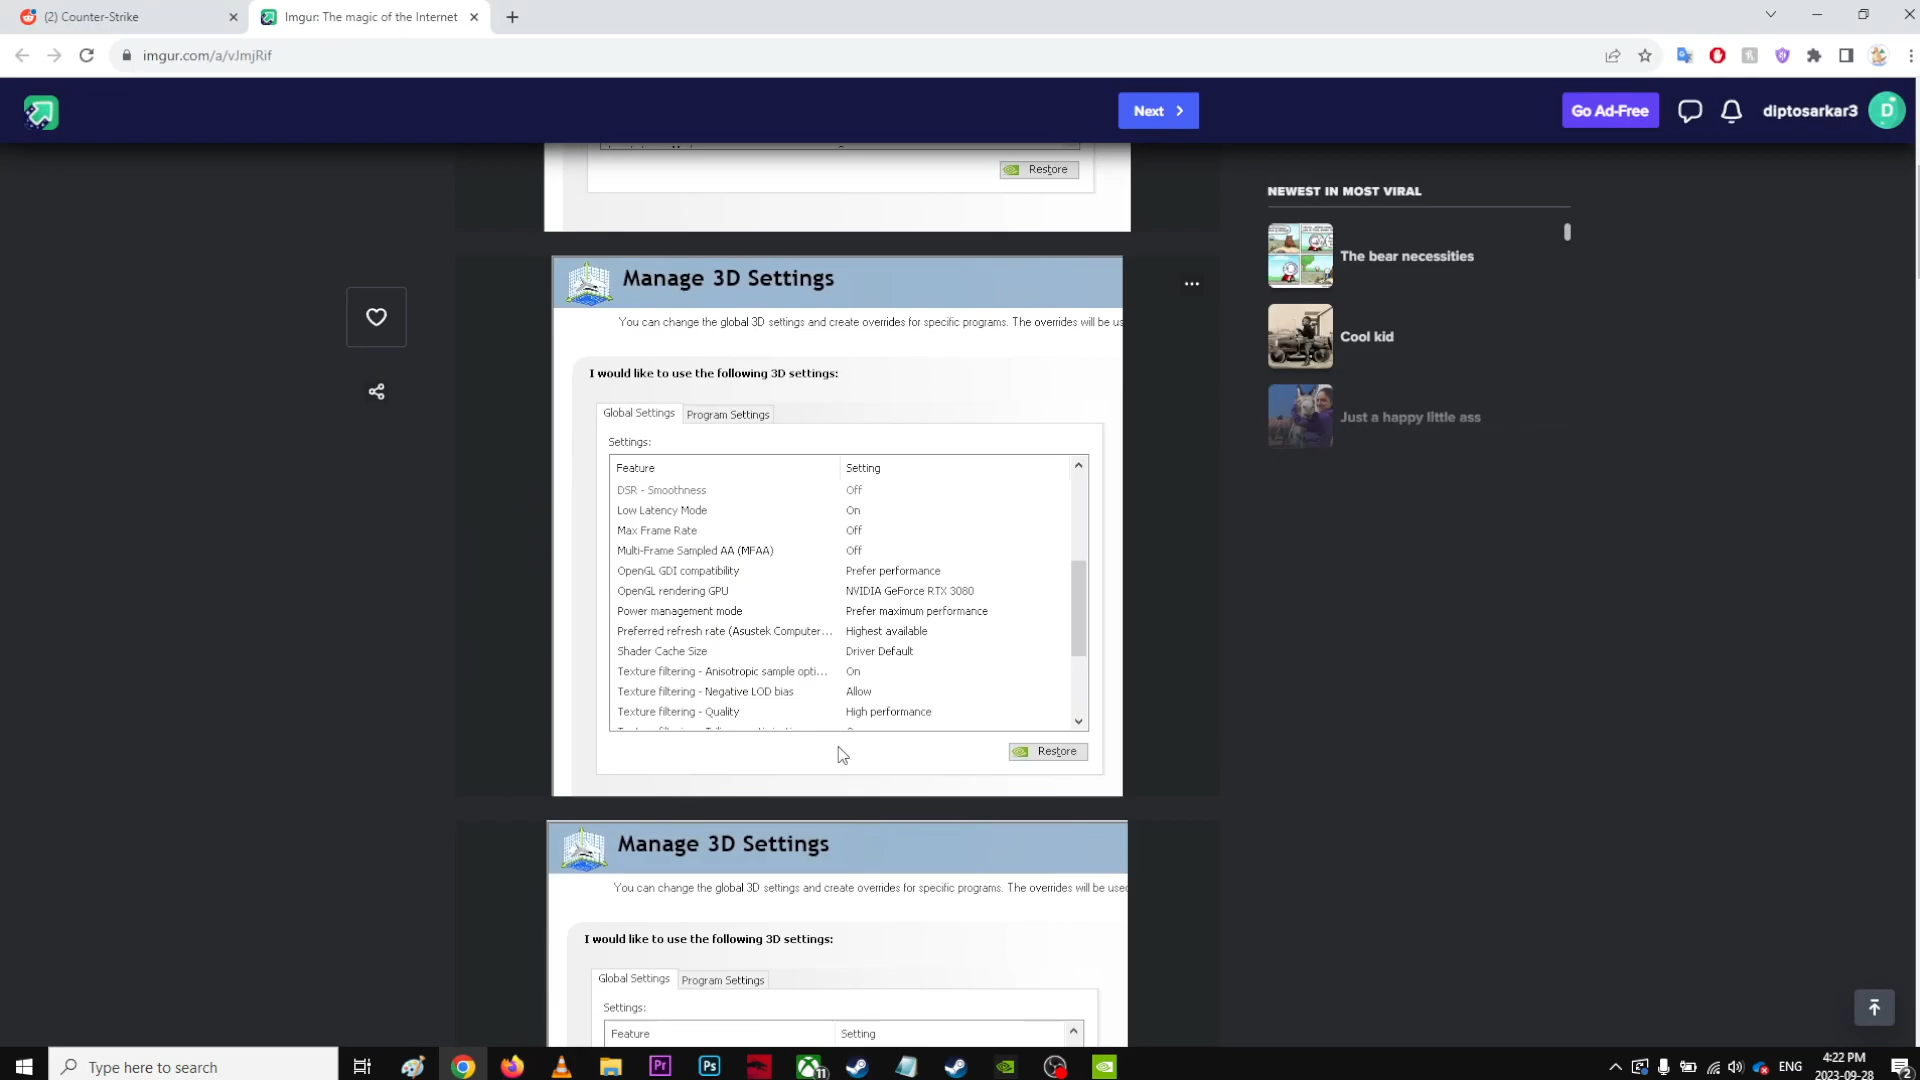 (2) Counter-Strike
Imgur: The magic of the Internet
imgur.com/a/vJmjRif
Next
Go Ad-Free
diptosarkar3
D
Restore
NEWEST IN MOST VIRAL
The bear necessities
Cool kid
Just a happy little ass
Manage 3D Settings
You can change the global 3D settings and create overrides for specific programs. The overrides will be us
I would like to use the following 3D settings:
Global Settings Program Settings
Settings:
Feature Setting
DSR - Smoothness Off
Low Latency Mode On
Max Frame Rate Off
Multi-Frame Sampled AA (MFAA) Off
OpenGL GDI compatibility Prefer performance
OpenGL rendering GPU NVIDIA GeForce RTX 3080
Power management mode Prefer maximum performance
Preferred refresh rate (Asustek Computer... Highest available
Shader Cache Size Driver Default
Texture filtering - Anisotropic sample opti... On
Texture filtering - Negative LOD bias Allow
Texture filtering - Quality High performance
Restore
Manage 3D Settings
You can change the global 3D settings and create overrides for specific programs. The overrides will be used
I would like to use the following 3D settings:
Global Settings Program Settings
Settings:
Feature Setting
Type here to search
Pr
Ps
11
ENG
4:22 PM
2023-09-28
2